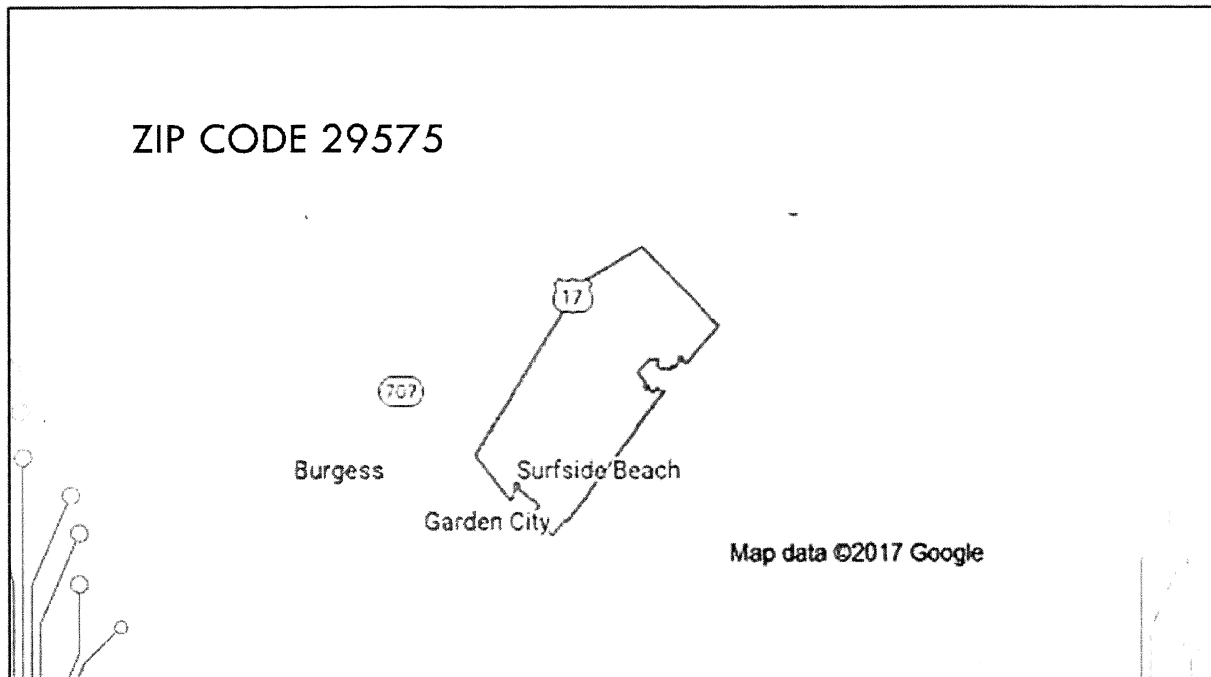 ZIP CODE 29575
17
707
Burgess
Surfside Beach
Garden City
Map data ©2017 Google